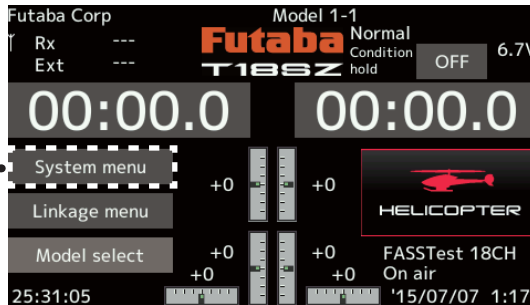 Futaba Corp
Model 1-1
Rx ---
Ext ---
Futaba
T18SZ
Normal
Condition
hold
OFF
6.7V
00:00.0
00:00.0
System menu
Linkage menu
Model select
+0
+0
+0
+0
+0
+0
HELICOPTER
FASSTest 18CH
On air
25:31:05
'15/07/07